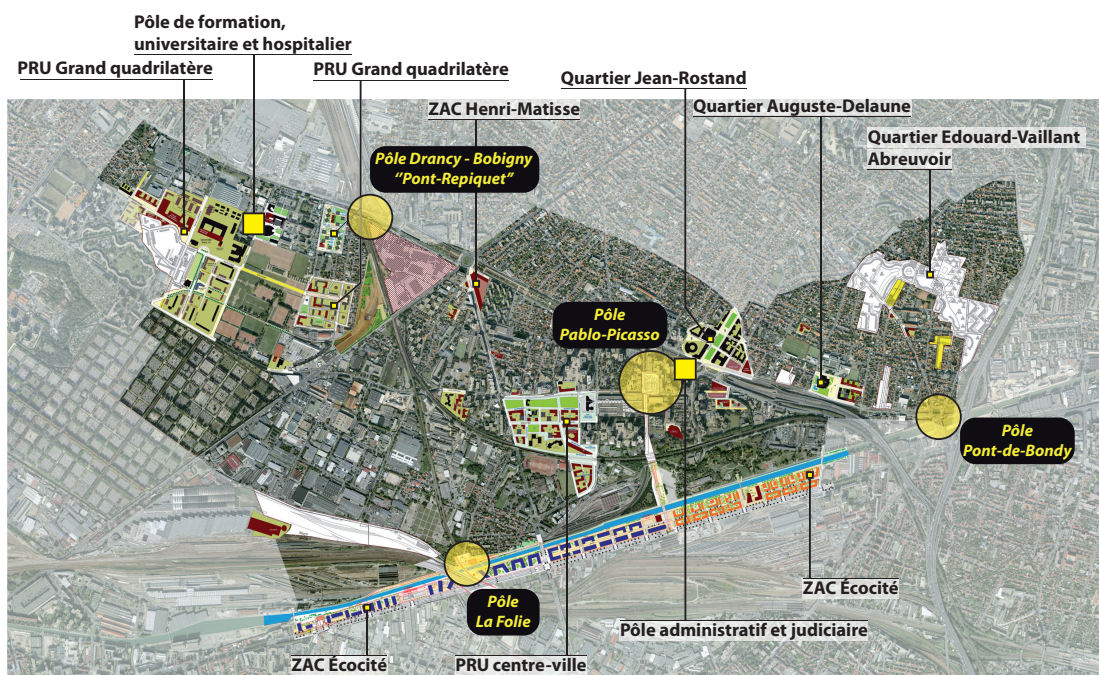 Pôle de formation,
universitaire et hospitalier
PRU Grand quadrilatère
PRU Grand quadrilatère
Quartier Jean-Rostand
ZAC Henri-Matisse
Quartier Auguste-Delaune
Quartier Edouard-Vaillant
Abreuvoir
Pôle Drancy - Bobigny
"Pont-Repiquet"
Pôle
Pablo-Picasso
Pôle
Pont-de-Bondy
ZAC Écocité
Pôle
La Folie
Pôle administratif et judiciaire
ZAC Écocité
PRU centre-ville